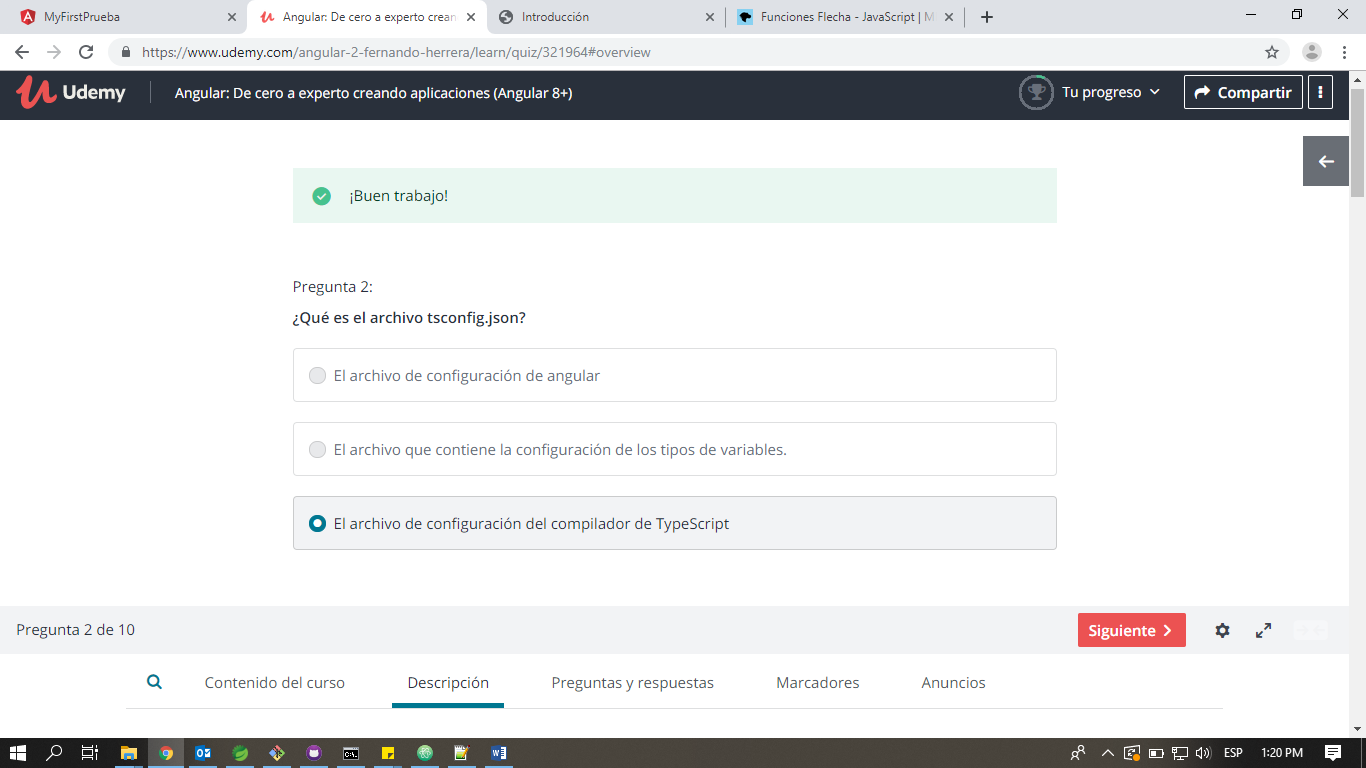 MyFirstPrueba
Angular: De cero a experto crean
Introducción
Funciones Flecha - JavaScript | M
https://www.udemy.com/angular-2-fernando-herrera/learn/quiz/321964#overview
Udemy
Angular: De cero a experto creando aplicaciones (Angular 8+)
Tu progreso
Compartir
¡Buen trabajo!
Pregunta 2:
¿Qué es el archivo tsconfig.json?
El archivo de configuración de angular
El archivo que contiene la configuración de los tipos de variables.
El archivo de configuración del compilador de TypeScript
Pregunta 2 de 10
Siguiente
Contenido del curso
Descripción
Preguntas y respuestas
Marcadores
Anuncios
ESP
1:20 PM